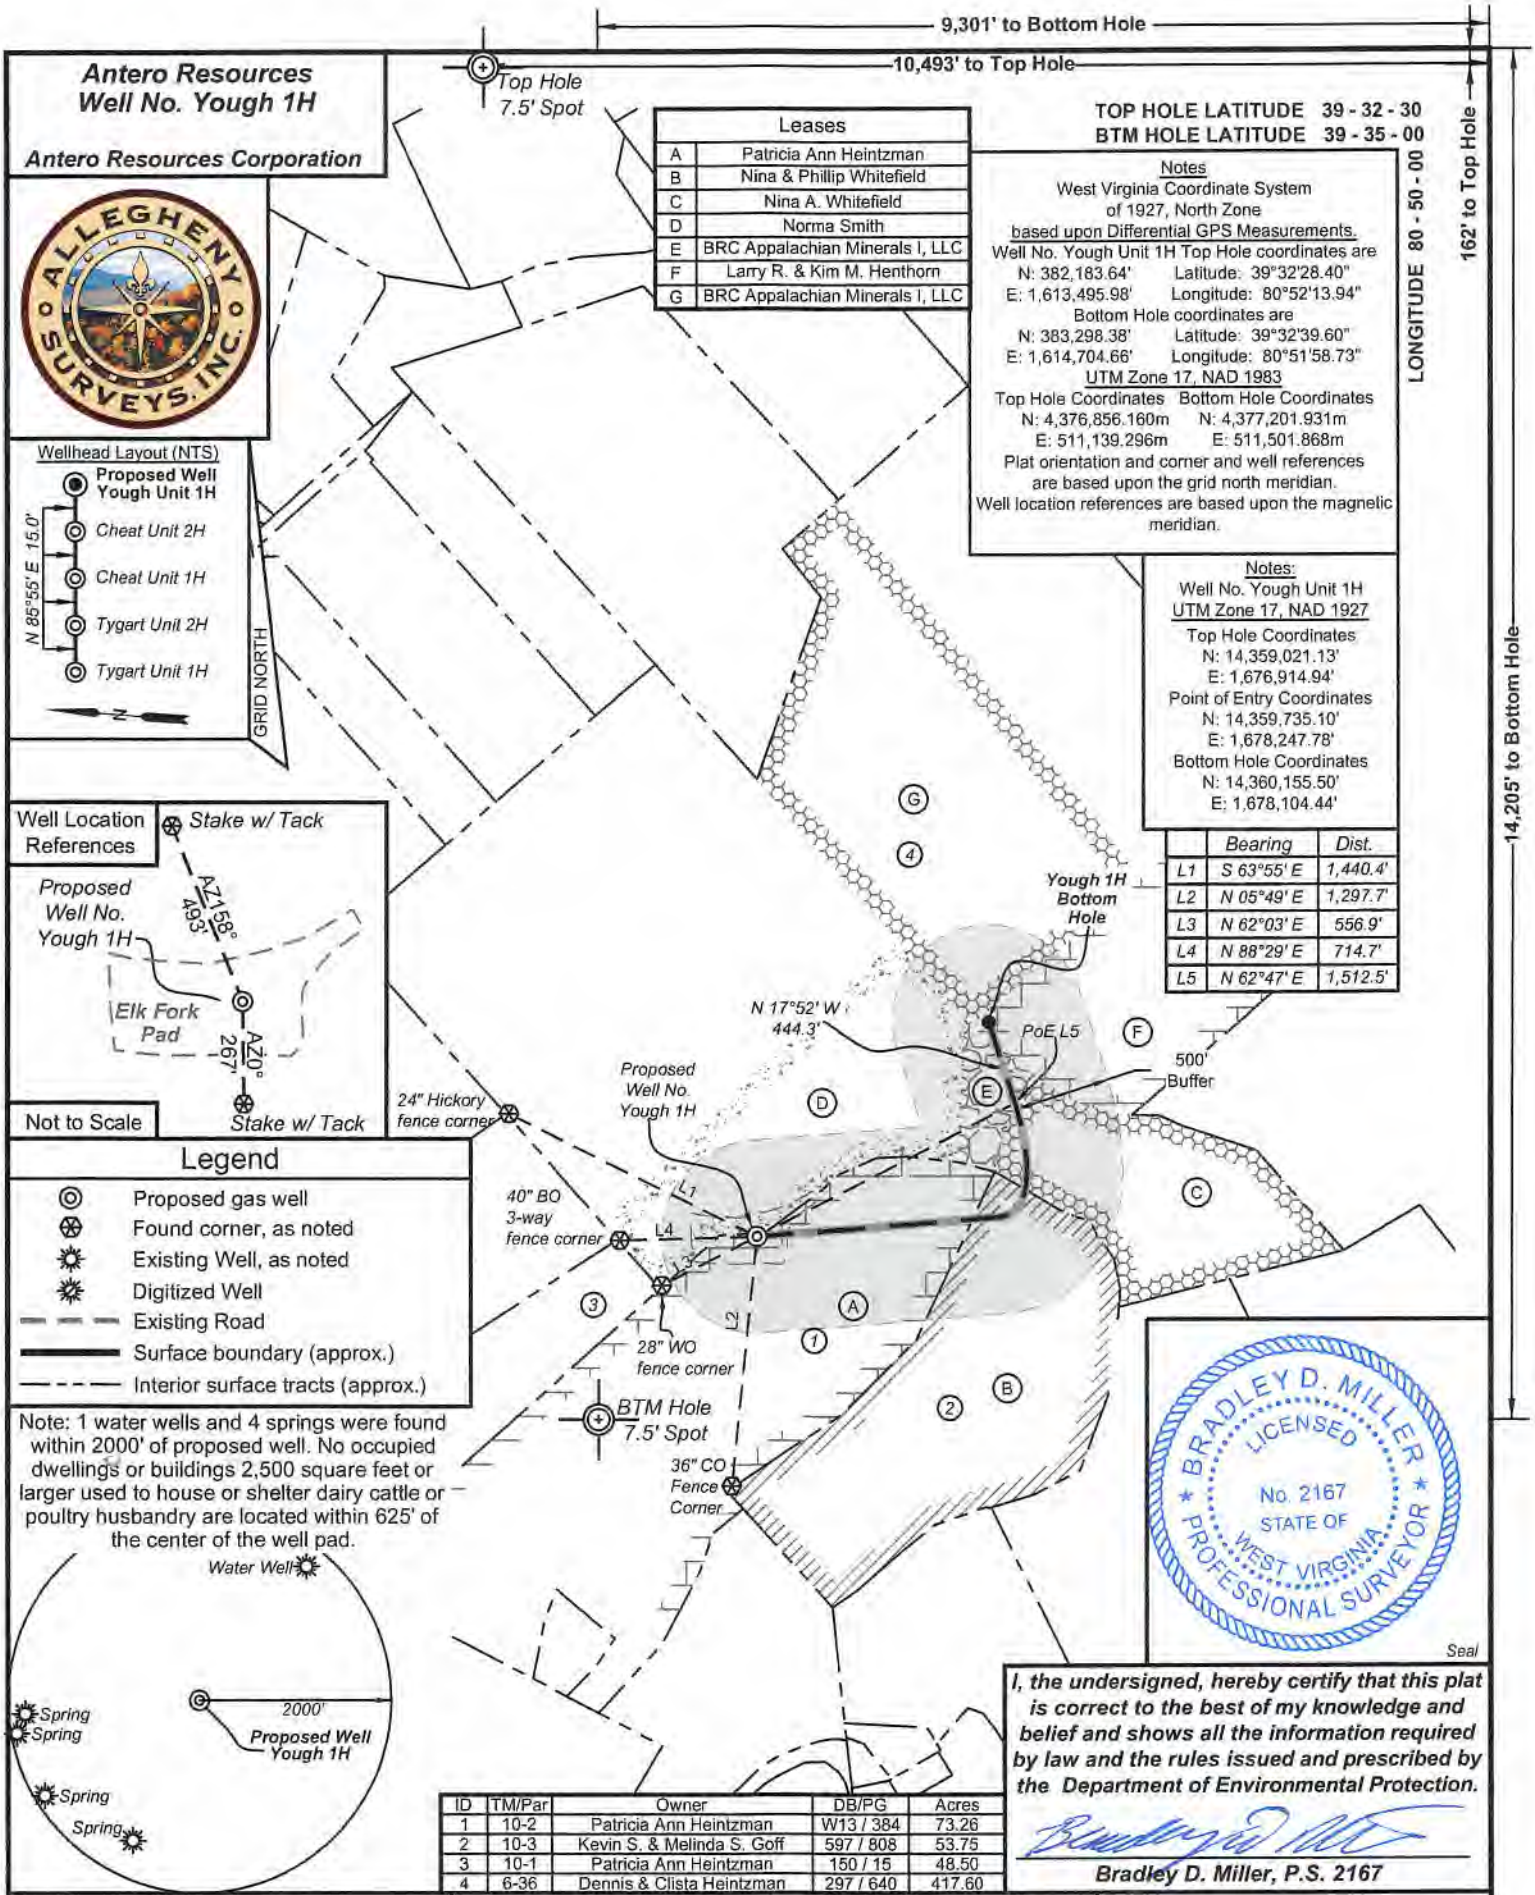 9,301' to Bottom Hole
10,493' to Top Hole
Antero Resources
Well No. Yough 1H
Antero Resources Corporation
Top Hole
7.5' Spot
ALLEGHENY
SURVEYS, INC.
Leases
A Patricia Ann Heintzman
B Nina & Phillip Whitefield
C Nina A. Whitefield
D Norma Smith
E BRC Appalachian Minerals I, LLC
F Larry R. & Kim M. Henthorn
G BRC Appalachian Minerals I, LLC
TOP HOLE LATITUDE 39 - 32 - 30
BTM HOLE LATITUDE 39 - 35 - 00
LONGITUDE 80 - 50 - 00
162' to Top Hole
14,205' to Bottom Hole
Notes
West Virginia Coordinate System
of 1927, North Zone
based upon Differential GPS Measurements.
Well No. Yough Unit 1H Top Hole coordinates are
N: 382,183.64' Latitude: 39°32'28.40"
E: 1,613,495.98' Longitude: 80°52'13.94"
Bottom Hole coordinates are
N: 383,298.38' Latitude: 39°32'39.60"
E: 1,614,704.66' Longitude: 80°51'58.73"
UTM Zone 17, NAD 1983
Top Hole Coordinates Bottom Hole Coordinates
N: 4,376,856.160m N: 4,377,201.931m
E: 511,139.296m E: 511,501.868m
Plat orientation and corner and well references
are based upon the grid north meridian.
Well location references are based upon the magnetic
meridian.
Notes:
Well No. Yough Unit 1H
UTM Zone 17, NAD 1927
Top Hole Coordinates
N: 14,359,021.13'
E: 1,676,914.94'
Point of Entry Coordinates
N: 14,359,735.10'
E: 1,678,247.78'
Bottom Hole Coordinates
N: 14,360,155.50'
E: 1,678,104.44'
Bearing Dist.
L1 S 63°55' E 1,440.4'
L2 N 05°49' E 1,297.7'
L3 N 62°03' E 556.9'
L4 N 88°29' E 714.7'
L5 N 62°47' E 1,512.5'
Wellhead Layout (NTS)
Proposed Well
Yough Unit 1H
Cheat Unit 2H
Cheat Unit 1H
Tygart Unit 2H
Tygart Unit 1H
N 85°55' E 15.0'
N
GRID NORTH
Well Location
References
Stake w/ Tack
AZ158°
493'
Proposed
Well No.
Yough 1H
Elk Fork
Pad
AZ0°
267'
Not to Scale
Stake w/ Tack
G
4
Yough 1H
Bottom
Hole
N 17°52' W
444.3'
PoE L5
F
500'
Buffer
E
D
C
Proposed
Well No.
Yough 1H
24" Hickory
fence corner
40" BO
3-way
fence corner
L1
L4
L3
L2
3
A
1
28" WO
fence corner
BTM Hole
7.5' Spot
2
B
36" CO
Fence
Corner
Legend
Proposed gas well
Found corner, as noted
Existing Well, as noted
Digitized Well
Existing Road
Surface boundary (approx.)
Interior surface tracts (approx.)
Note: 1 water wells and 4 springs were found
within 2000' of proposed well. No occupied
dwellings or buildings 2,500 square feet or
larger used to house or shelter dairy cattle or
poultry husbandry are located within 625' of
the center of the well pad.
Water Well
2000'
Proposed Well
Yough 1H
Spring
Spring
Spring
Spring
BRADLEY D. MILLER
LICENSED
No. 2167
STATE OF
WEST VIRGINIA
PROFESSIONAL SURVEYOR
Seal
I, the undersigned, hereby certify that this plat
is correct to the best of my knowledge and
belief and shows all the information required
by law and the rules issued and prescribed by
the Department of Environmental Protection.
Bradley D. Miller, P.S. 2167
ID TM/Par Owner DB/PG Acres
1 10-2 Patricia Ann Heintzman W13 / 384 73.26
2 10-3 Kevin S. & Melinda S. Goff 597 / 808 53.75
3 10-1 Patricia Ann Heintzman 150 / 15 48.50
4 6-36 Dennis & Clista Heintzman 297 / 640 417.60